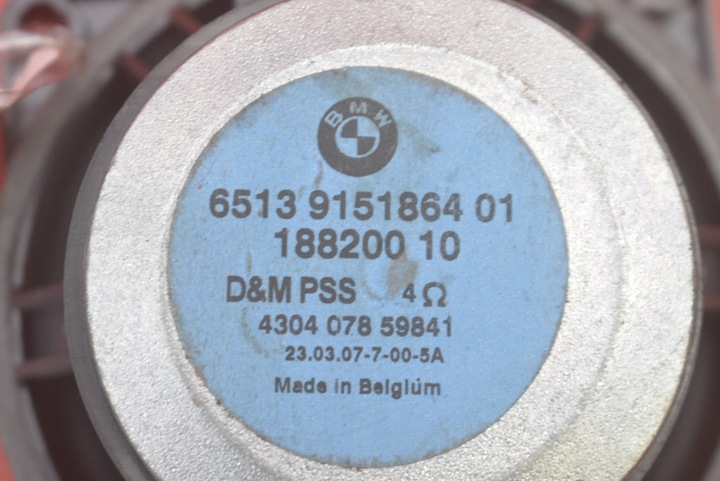 BMW
6513 9151864 01
188200 10
D&M PSS 4Ω
4304 078 59841
23.03.07-7-00-5A
Made in Belgium